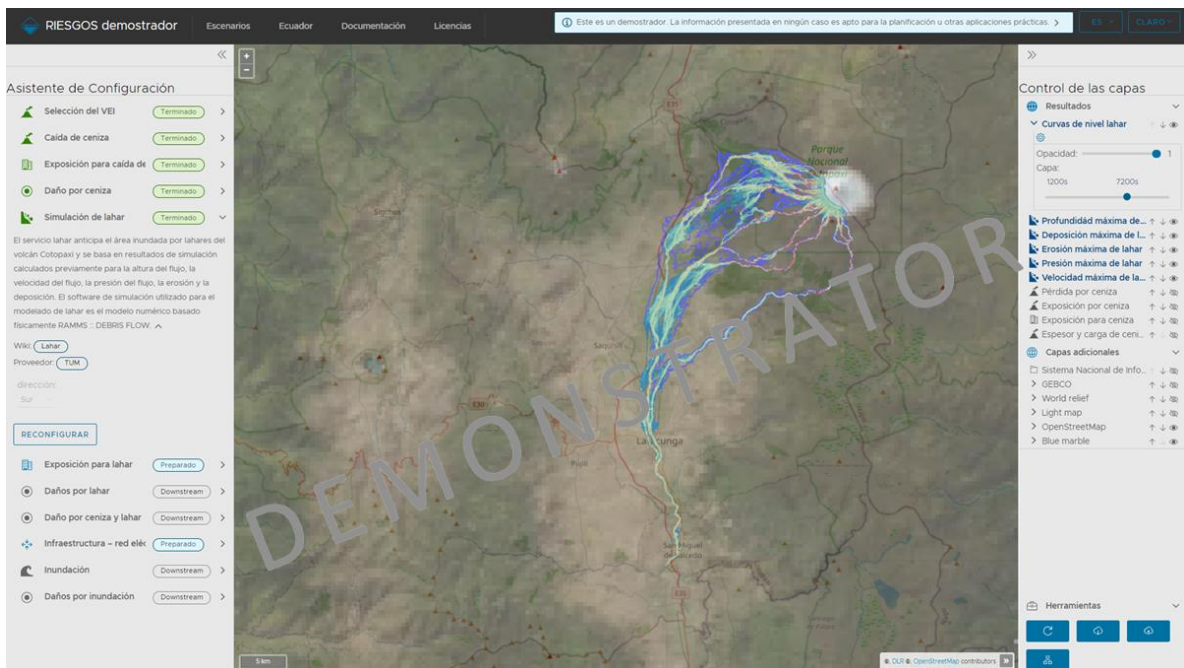 RIESGOS demostrador
Escenarios
Ecuador
Documentación
Licencias
Este es un demostrador. La información presentada en ningún caso es apto para la planificación u otras aplicaciones prácticas.
ES
CLARO
Asistente de Configuración
Selección del VEI Terminado
Caída de ceniza Terminado
Exposición para caída de Terminado
Daño por ceniza Terminado
Simulación de lahar Terminado
El servicio lahar anticipa el área inundada por lahares del
volcán Cotopaxi y se basa en resultados de simulación
calculados previamente para la altura del flujo, la
velocidad del flujo, la presión del flujo, la erosión y la
deposición. El software de simulación utilizado para el
modelado de lahar es el modelo numérico basado
físicamente RAMMS :: DEBRIS FLOW.
Wiki: Lahar
Proveedor: TUM
dirección:
Sur
RECONFIGURAR
Exposición para lahar Preparado
Daños por lahar Downstream
Daño por ceniza y lahar Downstream
Infraestructura – red eléc Preparado
Inundación Downstream
Daños por inundación Downstream
+
−
E35
Parque
Nacional
Sigchos
Saquisilí
E30
Pujilí
San Miguel
E35
DEMONSTRATOR
5 km
©, DLR ©, OpenStreetMap contributors
Control de las capas
Resultados
Curvas de nivel lahar
Opacidad: 1
Capa:
1200s 7200s
Profundidad máxima de...
Deposición máxima de l...
Erosión máxima de lahar
Presión máxima de lahar
Velocidad máxima de la...
Pérdida por ceniza
Exposición por ceniza
Exposición para ceniza
Espesor y carga de ceni...
Capas adicionales
Sistema Nacional de Info...
GEBCO
World relief
Light map
OpenStreetMap
Blue marble
Herramientas